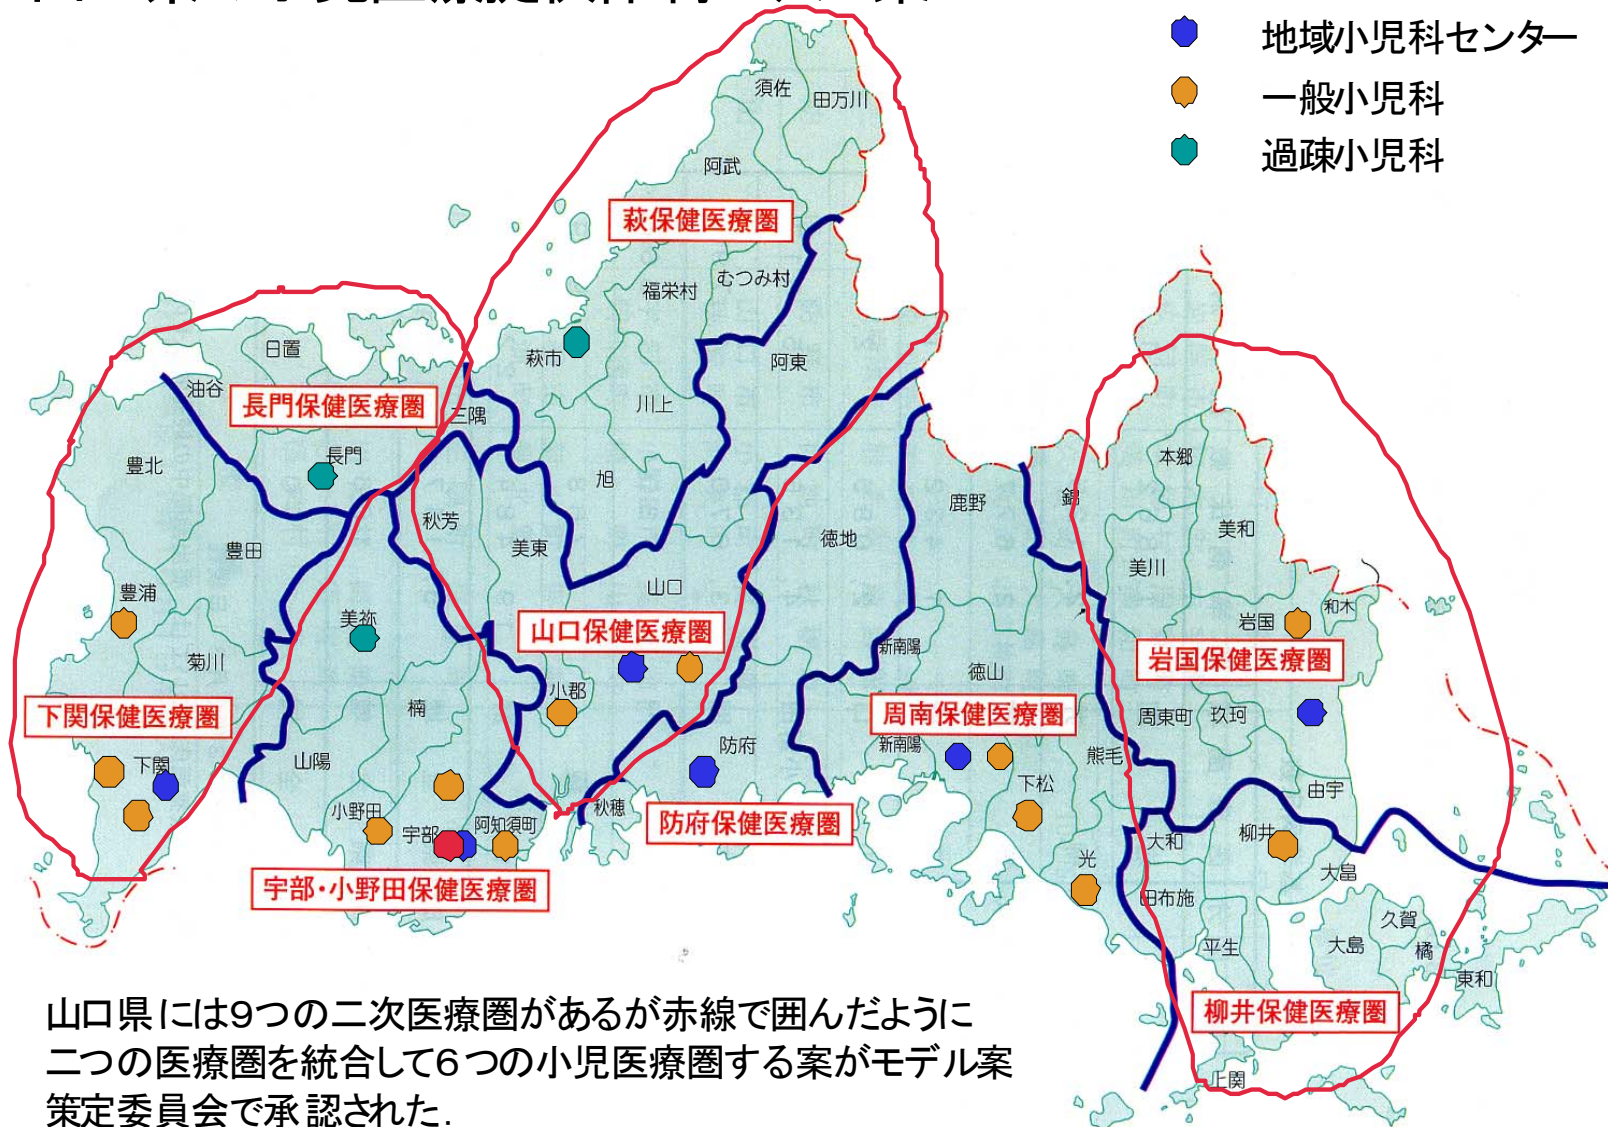 地域小児科センター
一般小児科
過疎小児科
須佐
田万川
阿武
萩保健医療圏
むつみ村
福栄村
萩市
阿東
日置
油谷
長門保健医療圏
三隅
川上
長門
豊北
旭
本郷
鹿野
錦
秋芳
美東
徳地
美和
豊田
美川
山口
豊浦
美祢
岩国
和木
山口保健医療圏
新南陽
岩国保健医療圏
菊川
徳山
小郡
楠
下関保健医療圏
周南保健医療圏
周東町
玖珂
防府
新南陽
熊毛
下関
山陽
下松
由宇
小野田
宇部
阿知須町
秋穂
防府保健医療圏
大和
柳井
光
大畠
宇部・小野田保健医療圏
田布施
平生
大島
久賀
橘
東和
柳井保健医療圏
上関
山口県には9つの二次医療圏があるが赤線で囲んだように
二つの医療圏を統合して6つの小児医療圏する案がモデル案
策定委員会で承認された.